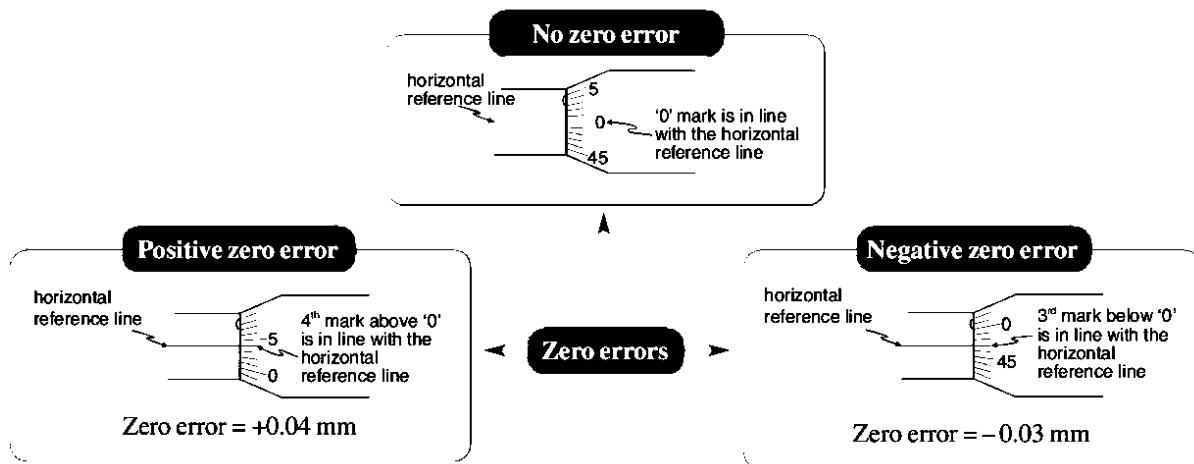 No zero error
horizontal
reference line
5
0
45
‘0’ mark is in line
with the horizontal
reference line
Positive zero error
horizontal
reference line
5
0
4th mark above ‘0’
is in line with the
horizontal
reference line
Zero error = +0.04 mm
Zero errors
Negative zero error
horizontal
reference line
0
45
3rd mark below ‘0’
is in line with the
horizontal
reference line
Zero error = – 0.03 mm